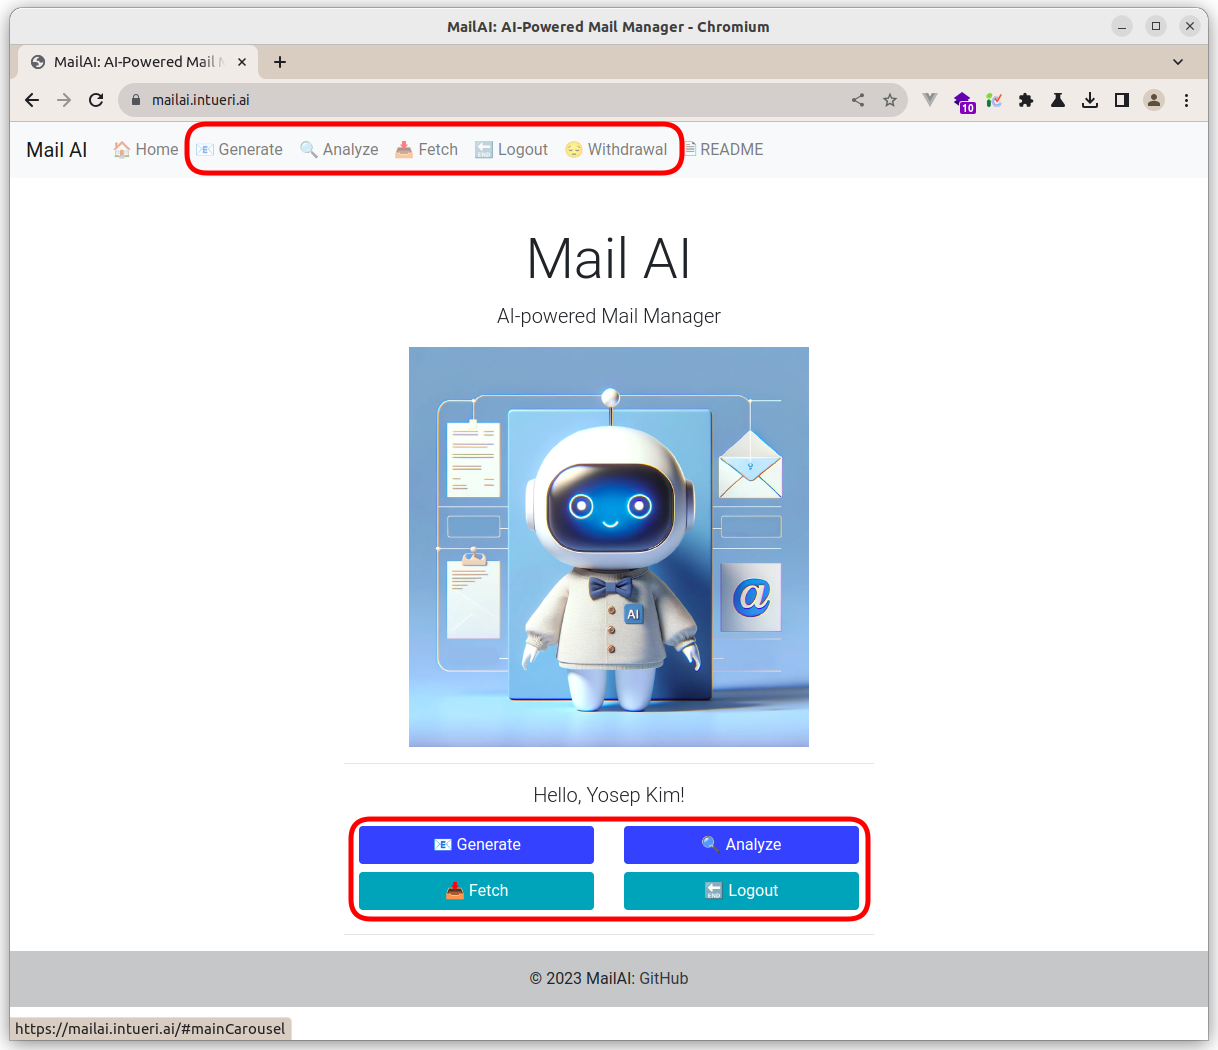 MailAI: AI-Powered Mail Manager - Chromium
MailAI: AI-Powered Mail
mailai.intueri.ai
10
Mail AI Home Generate Analyze Fetch Logout Withdrawal README
Mail AI
AI-powered Mail Manager
@
AI
Hello, Yosep Kim!
Generate Analyze
Fetch Logout
© 2023 MailAI: GitHub
https://mailai.intueri.ai/#mainCarousel